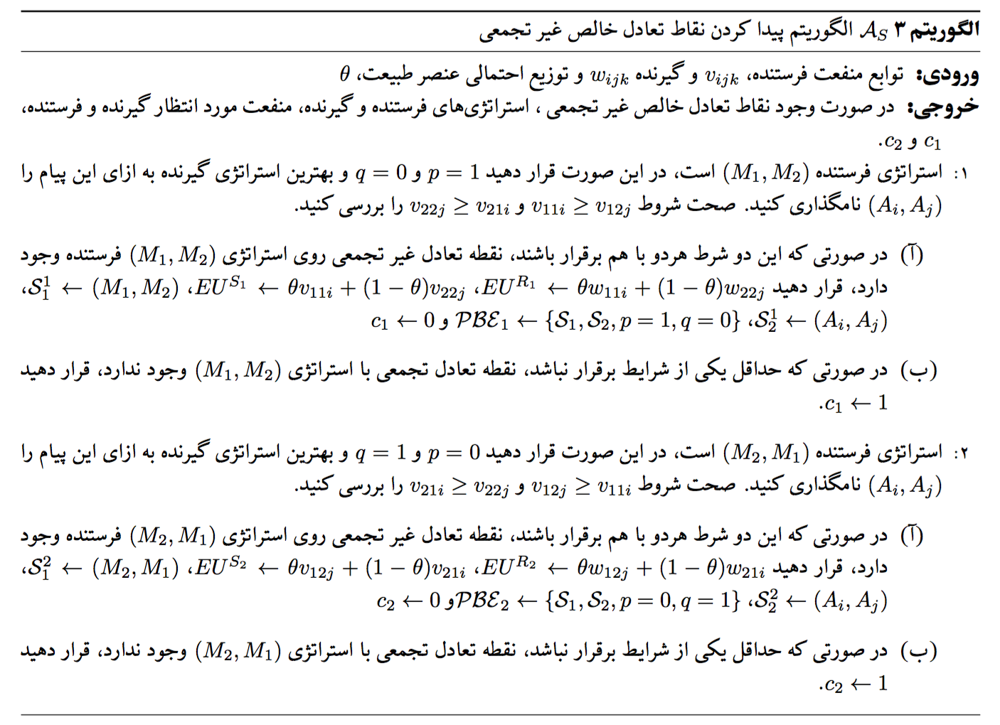 الگوریتم ۳ $\mathcal{A}_S$ الگوریتم پیدا کردن نقاط تعادل خالص غیر تجمعی
ورودی: توابع منفعت فرستنده، $v_{ijk}$ و گیرنده $w_{ijk}$ و توزیع احتمالی عنصر طبیعت، $\theta$
خروجی: در صورت وجود نقاط تعادل خالص غیر تجمعی ، استراتژی‌های فرستنده و گیرنده، منفعت مورد انتظار گیرنده و فرستنده،
$c_1$ و $c_2$.
۱: استراتژی فرستنده $(M_1, M_2)$ است، در این صورت قرار دهید $p = 1$ و $q = 0$ و بهترین استراتژی گیرنده به ازای این پیام را
$(A_i, A_j)$ نامگذاری کنید. صحت شروط $v_{11i} \geq v_{12j}$ و $v_{22j} \geq v_{21i}$ را بررسی کنید.
(آ) در صورتی که این دو شرط هردو با هم برقرار باشند، نقطه تعادل غیر تجمعی روی استراتژی $(M_1, M_2)$ فرستنده وجود
دارد، قرار دهید $EU^{R_1} \leftarrow \theta w_{11i} + (1 - \theta)w_{22j}$، $EU^{S_1} \leftarrow \theta v_{11i} + (1 - \theta)v_{22j}$، $\mathcal{S}_1^1 \leftarrow (M_1, M_2)$،
$\mathcal{S}_2^1 \leftarrow (A_i, A_j)$، $\mathcal{PBE}_1 \leftarrow \{\mathcal{S}_1, \mathcal{S}_2, p = 1, q = 0\}$ و $c_1 \leftarrow 0$
(ب) در صورتی که حداقل یکی از شرایط برقرار نباشد، نقطه تعادل تجمعی با استراتژی $(M_1, M_2)$ وجود ندارد، قرار دهید
$c_1 \leftarrow 1$.
۲: استراتژی فرستنده $(M_2, M_1)$ است، در این صورت قرار دهید $p = 0$ و $q = 1$ و بهترین استراتژی گیرنده به ازای این پیام را
$(A_i, A_j)$ نامگذاری کنید. صحت شروط $v_{12j} \geq v_{11i}$ و $v_{21i} \geq v_{22j}$ را بررسی کنید.
(آ) در صورتی که این دو شرط هردو با هم برقرار باشند، نقطه تعادل غیر تجمعی روی استراتژی $(M_2, M_1)$ فرستنده وجود
دارد، قرار دهید $EU^{R_2} \leftarrow \theta w_{12j} + (1 - \theta)w_{21i}$، $EU^{S_2} \leftarrow \theta v_{12j} + (1 - \theta)v_{21i}$، $\mathcal{S}_1^2 \leftarrow (M_2, M_1)$،
$\mathcal{S}_2^2 \leftarrow (A_i, A_j)$، $\mathcal{PBE}_2 \leftarrow \{\mathcal{S}_1, \mathcal{S}_2, p = 0, q = 1\}$و $c_2 \leftarrow 0$
(ب) در صورتی که حداقل یکی از شرایط برقرار نباشد، نقطه تعادل تجمعی با استراتژی $(M_2, M_1)$ وجود ندارد، قرار دهید
$c_2 \leftarrow 1$.